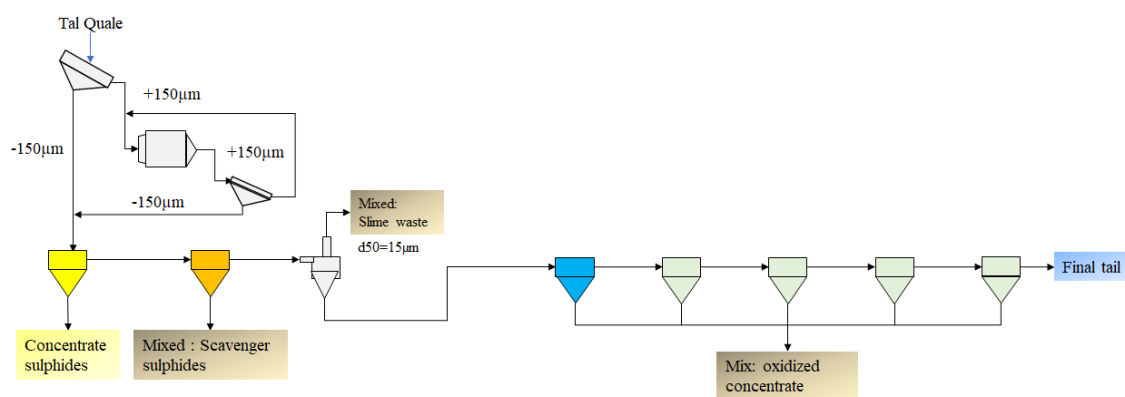 Tal Quale
+150µm
-150µm
+150µm
-150µm
Mixed:
Slime waste
d50=15µm
Final tail
Concentrate
sulphides
Mixed : Scavenger
sulphides
Mix: oxidized
concentrate